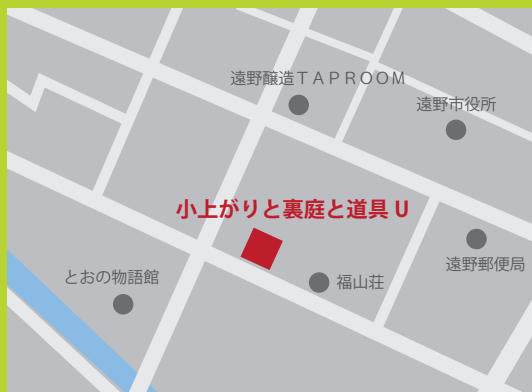 遠野醸造ＴＡＰＲＯＯＭ
遠野市役所
小上がりと裏庭と道具 U
遠野郵便局
とおの物語館
福山荘